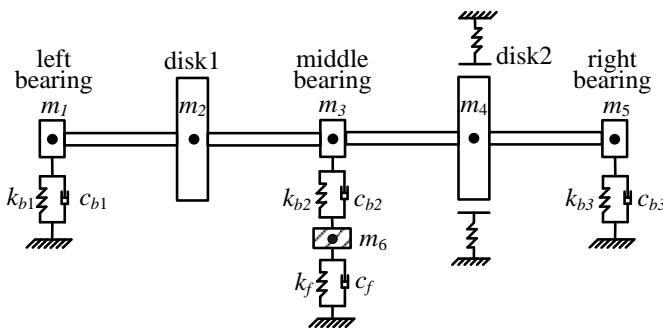 left bearing
disk1
middle bearing
disk2
right bearing
m1
m2
m3
m4
m5
kb1
cb1
kb2
cb2
kb3
cb3
m6
kf
cf